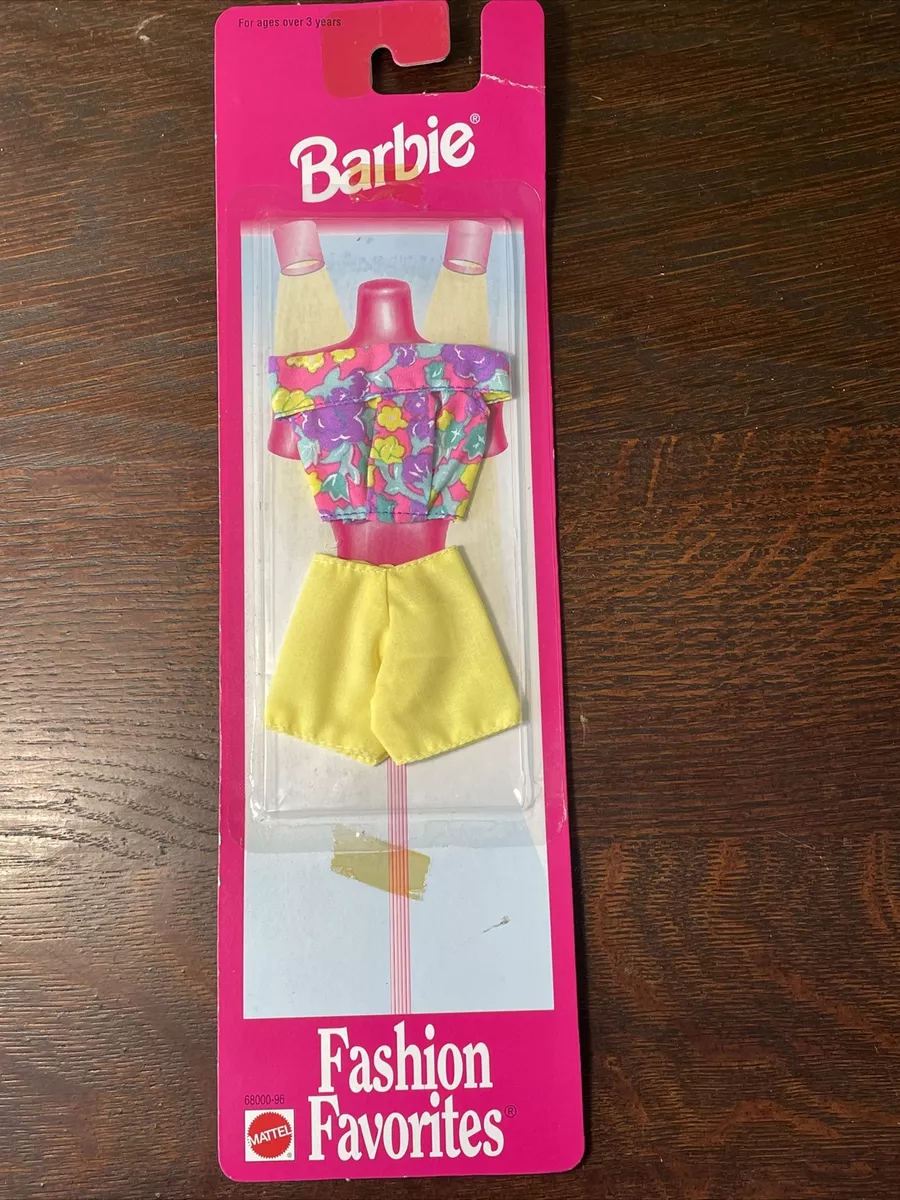 For ages over 3 years
Barbie®
Fashion
Favorites®
68000-96
MATTEL